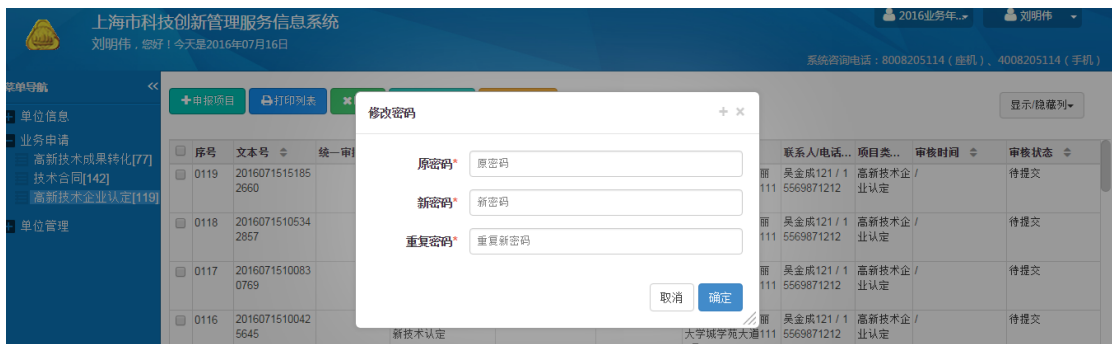 上海市科技创新管理服务信息系统
2016业务年..
刘明伟
刘明伟，您好！今天是2016年07月16日
系统咨询电话：8008205114（座机）、4008205114（手机）
菜单导航
单位信息
业务申请
高新技术成果转化[77]
技术合同[142]
高新技术企业认定[119]
单位管理
申报项目
打印列表
显示/隐藏列
修改密码
原密码*
原密码
新密码*
新密码
重复密码*
重复新密码
取消
确定
序号 文本号 统一审 联系人/电话... 项目类... 审核时间 审核状态
0119 2016071515185 丽 吴金成121 / 1 高新技术企 / 待提交
2660 111 5569871212 业认定
0118 2016071510534 丽 吴金成121 / 1 高新技术企 / 待提交
2857 111 5569871212 业认定
0117 2016071510083 丽 吴金成121 / 1 高新技术企 / 待提交
0769 111 5569871212 业认定
0116 2016071510042 丽 吴金成121 / 1 高新技术企 / 待提交
5645 新技术认定 大学城学苑大道111 5569871212 业认定